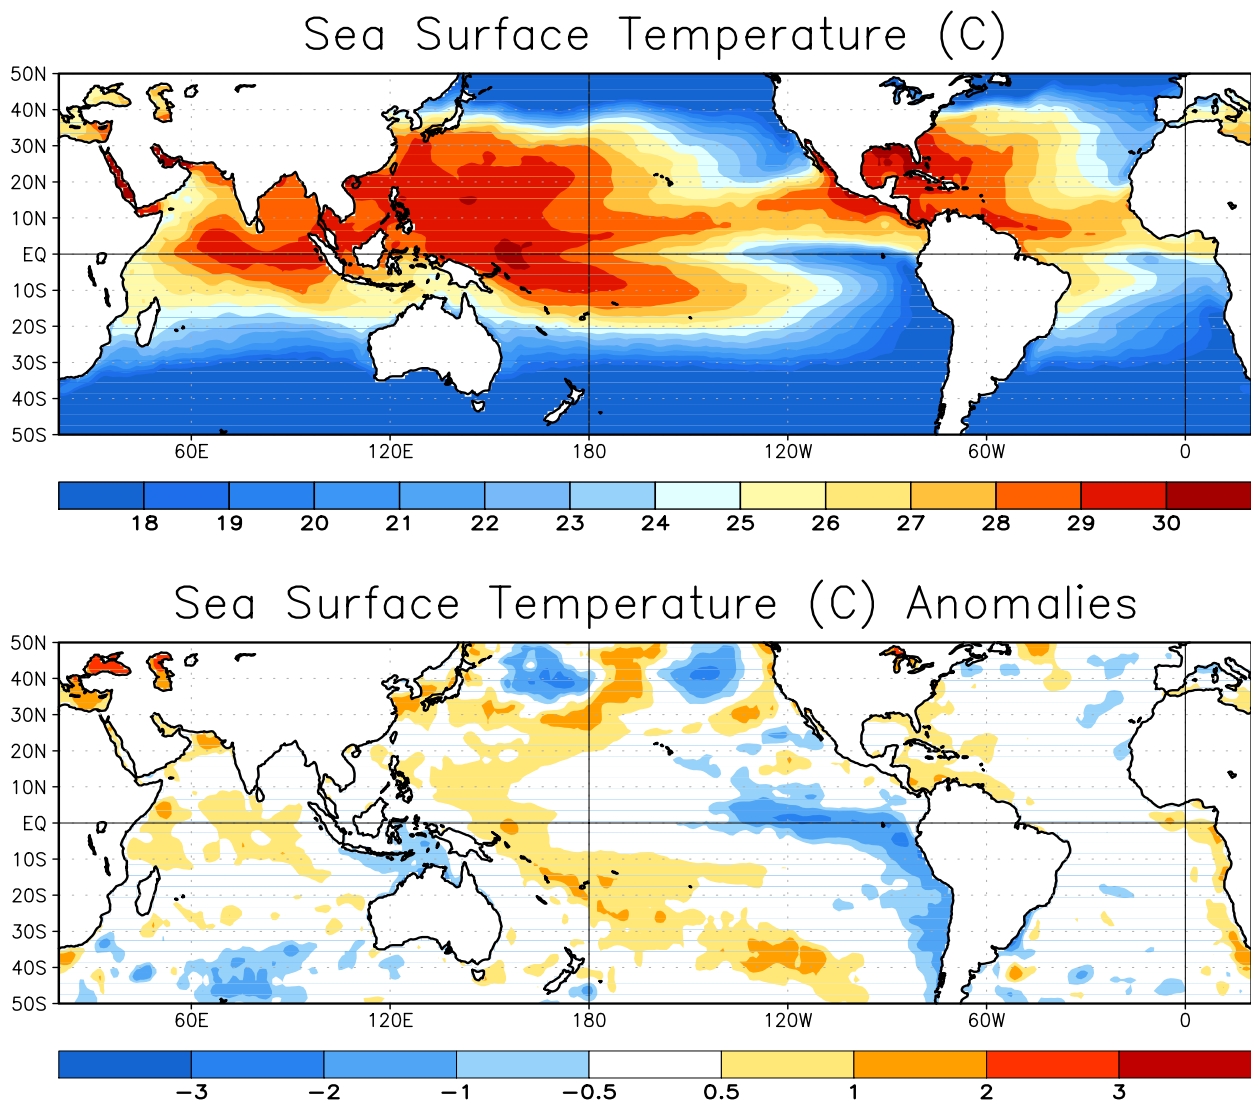 Sea Surface Temperature (C)
50N
40N
30N
20N
10N
EQ
10S
20S
30S
40S
50S
60E 120E 180 120W 60W 0
18 19 20 21 22 23 24 25 26 27 28 29 30
Sea Surface Temperature (C) Anomalies
50N
40N
30N
20N
10N
EQ
10S
20S
30S
40S
50S
60E 120E 180 120W 60W 0
-3 -2 -1 -0.5 0.5 1 2 3